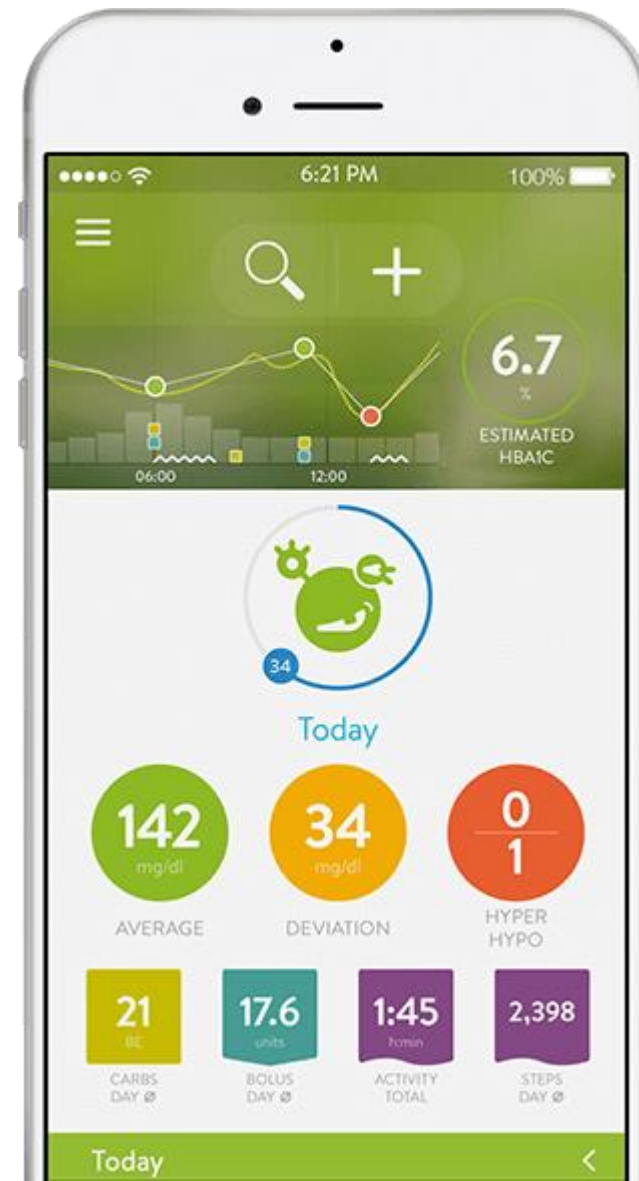 6:21 PM
100%
6.7
%
ESTIMATED
HBA1C
06:00
12:00
34
Today
142
mg/dl
AVERAGE
34
mg/dl
DEVIATION
0
1
HYPER
HYPO
21
BE
CARBS
DAY Ø
17.6
units
BOLUS
DAY Ø
1:45
h:min
ACTIVITY
TOTAL
2,398
STEPS
DAY Ø
Today